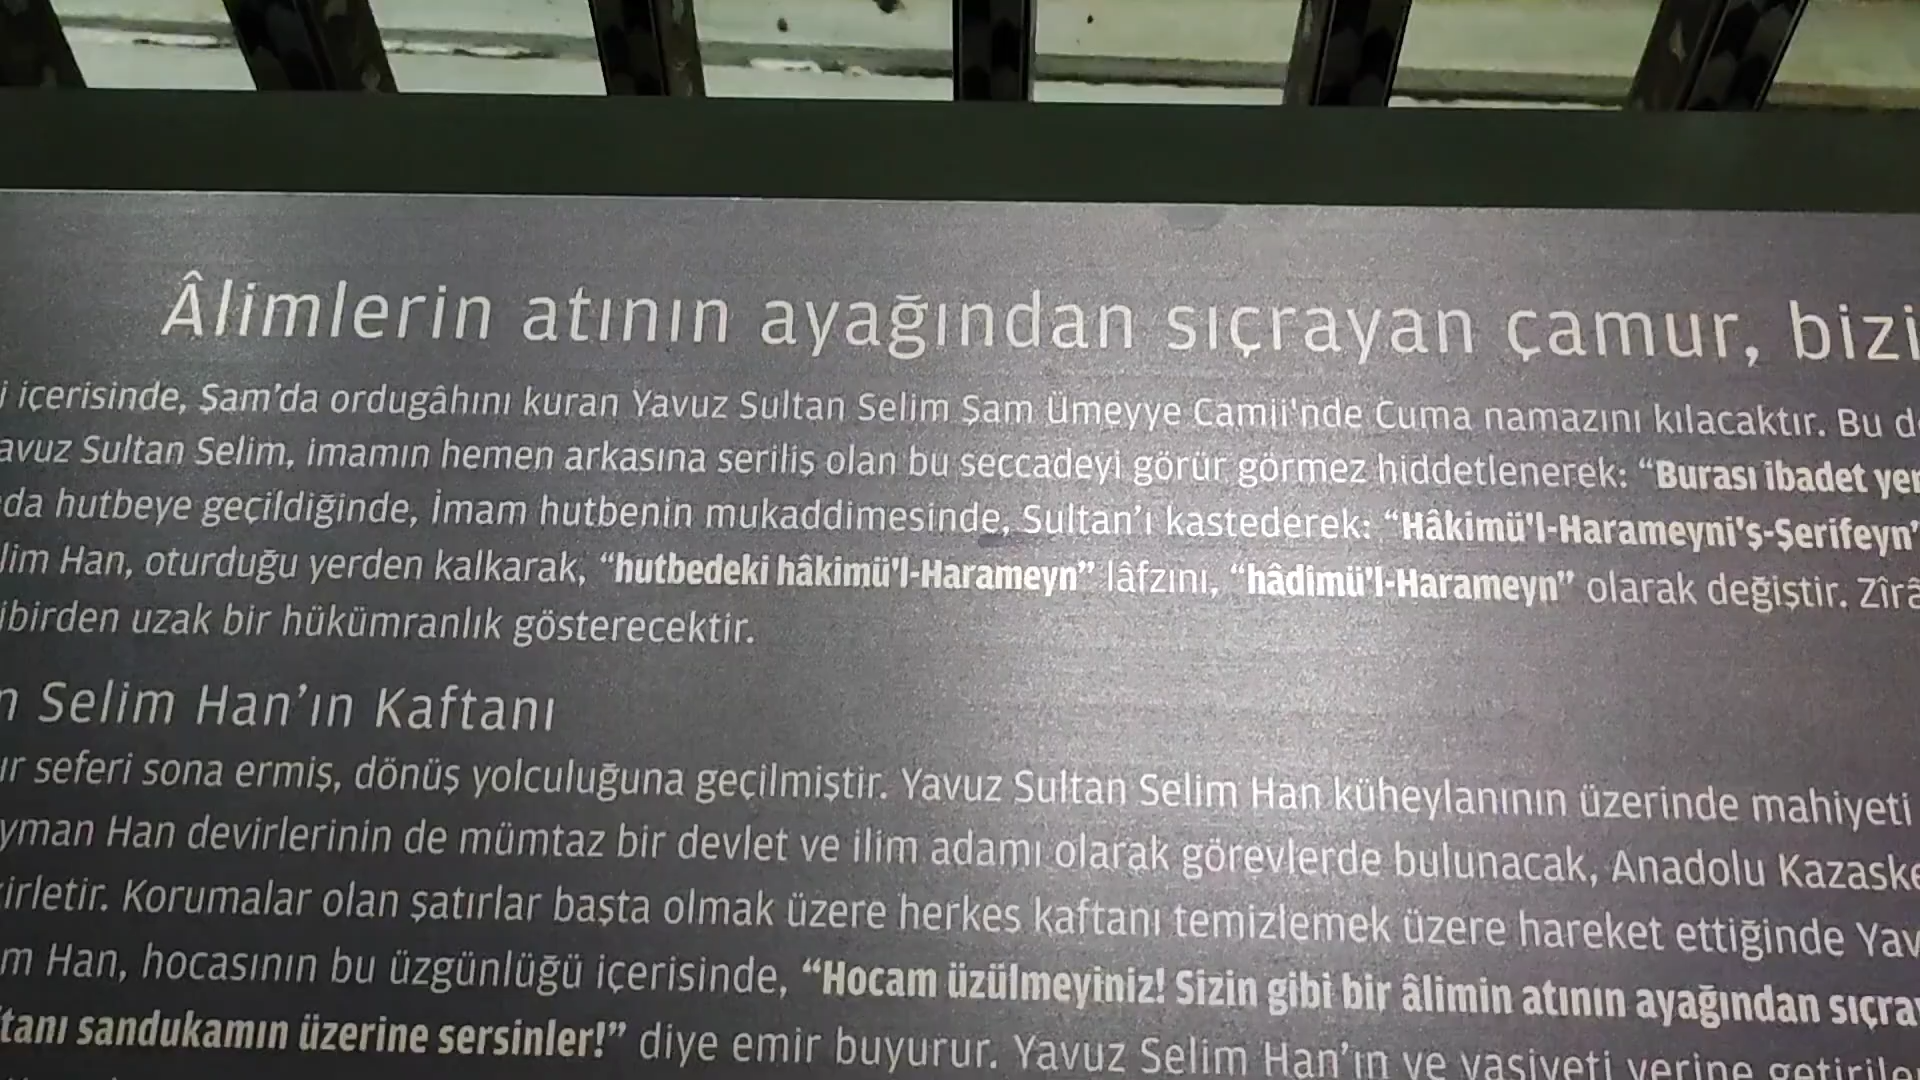 Âlimlerin atının ayağından sıçrayan çamur, bizi
i içerisinde, Şam’da ordugâhını kuran Yavuz Sultan Selim Şam Ümeyye Camii'nde Cuma namazını kılacaktır. Bu d
avuz Sultan Selim, imamın hemen arkasına seriliş olan bu seccadeyi görür görmez hiddetlenerek: “Burası ibadet yer
da hutbeye geçildiğinde, İmam hutbenin mukaddimesinde, Sultan’ı kastederek: “Hâkimü'l-Harameyni's-Şerifeyn”
lim Han, oturduğu yerden kalkarak, “hutbedeki hâkimü'l-Harameyn” lâfzını, “hâdimü'l-Harameyn” olarak değiştir. Zîrâ
ibirden uzak bir hükümranlık gösterecektir.
n Selim Han’ın Kaftanı
ır seferi sona ermiş, dönüş yolculuğuna geçilmiştir. Yavuz Sultan Selim Han küheylanının üzerinde mahiyeti
yman Han devirlerinin de mümtaz bir devlet ve ilim adamı olarak görevlerde bulunacak, Anadolu Kazaske
irletir. Korumalar olan şatırlar başta olmak üzere herkes kaftanı temizlemek üzere hareket ettiğinde Yav
m Han, hocasının bu üzgünlüğü içerisinde, “Hocam üzülmeyiniz! Sizin gibi bir âlimin atının ayağından sıçra
tanı sandukamın üzerine sersinler!” diye emir buyurur. Yavuz Selim Han’ın ve vasiyeti yerine getirile